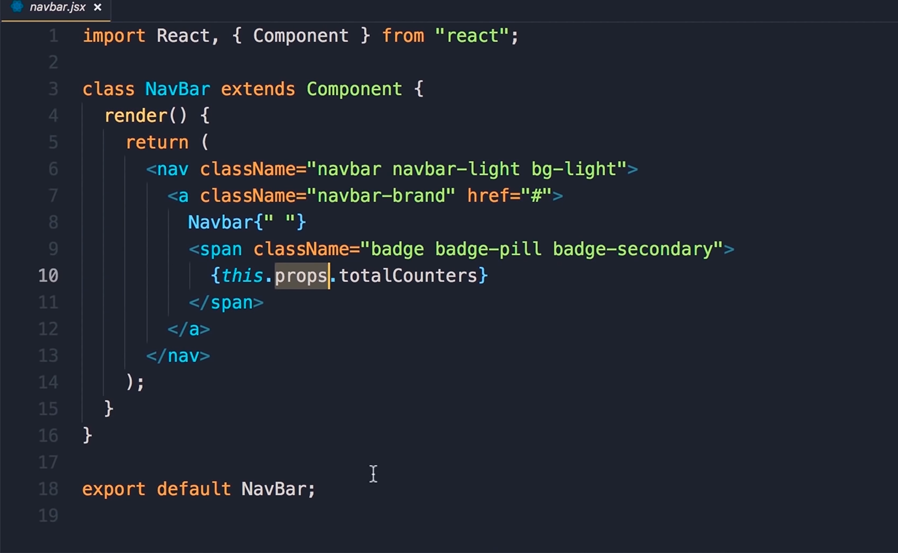 navbar.jsx ×
1 import React, { Component } from "react";
2
3 class NavBar extends Component {
4 render() {
5 return (
6 <nav className="navbar navbar-light bg-light">
7 <a className="navbar-brand" href="#">
8 Navbar{" "}
9 <span className="badge badge-pill badge-secondary">
10 {this.props.totalCounters}
11 </span>
12 </a>
13 </nav>
14 );
15 }
16 }
17
18 export default NavBar;
19